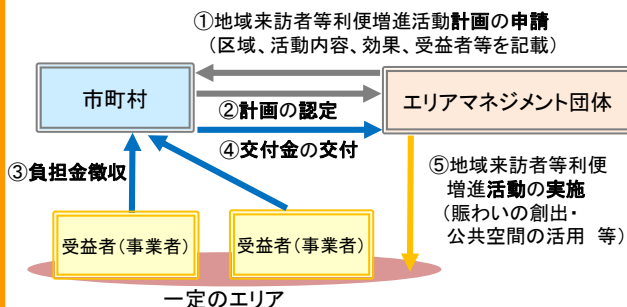 ①地域来訪者等利便増進活動計画の申請
（区域、活動内容、効果、受益者等を記載）
市町村
エリアマネジメント団体
②計画の認定
④交付金の交付
③負担金徴収
⑤地域来訪者等利便
増進活動の実施
（賑わいの創出・
公共空間の活用 等）
受益者（事業者）
受益者（事業者）
一定のエリア